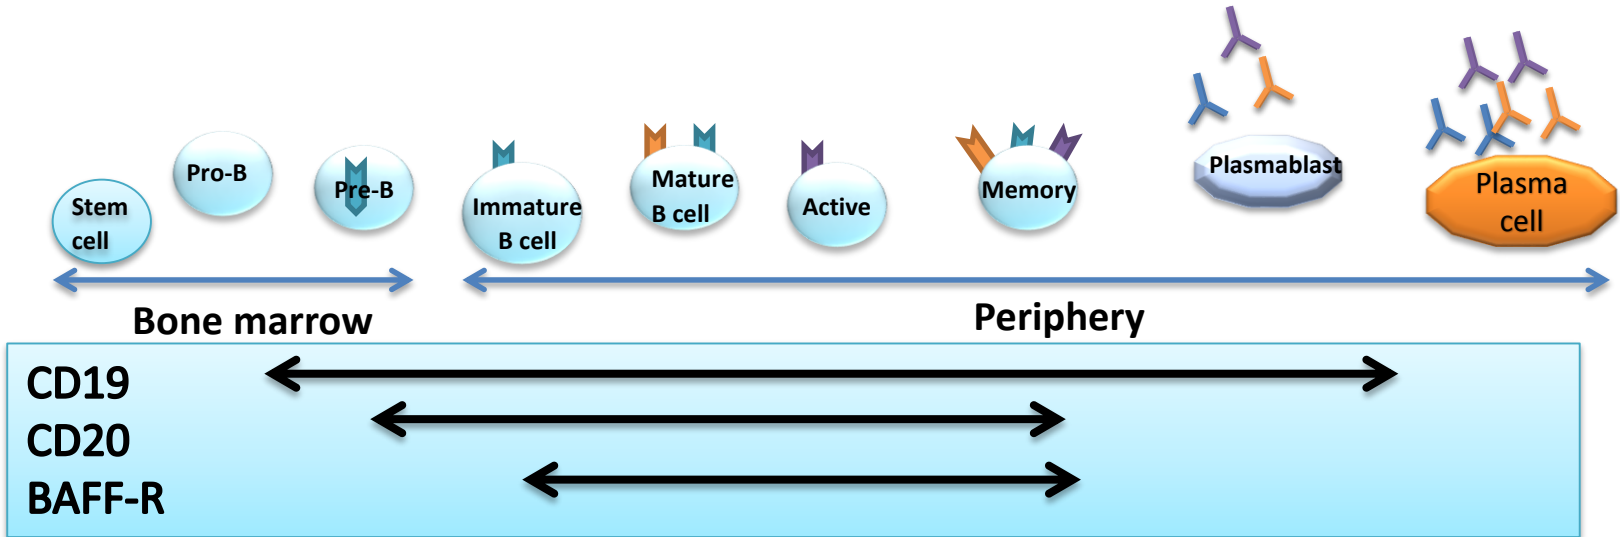 Stem
cell
Pro-B
Pre-B
Immature
B cell
Mature
B cell
Active
Memory
Plasmablast
Plasma
cell
Bone marrow
Periphery
CD19
CD20
BAFF-R